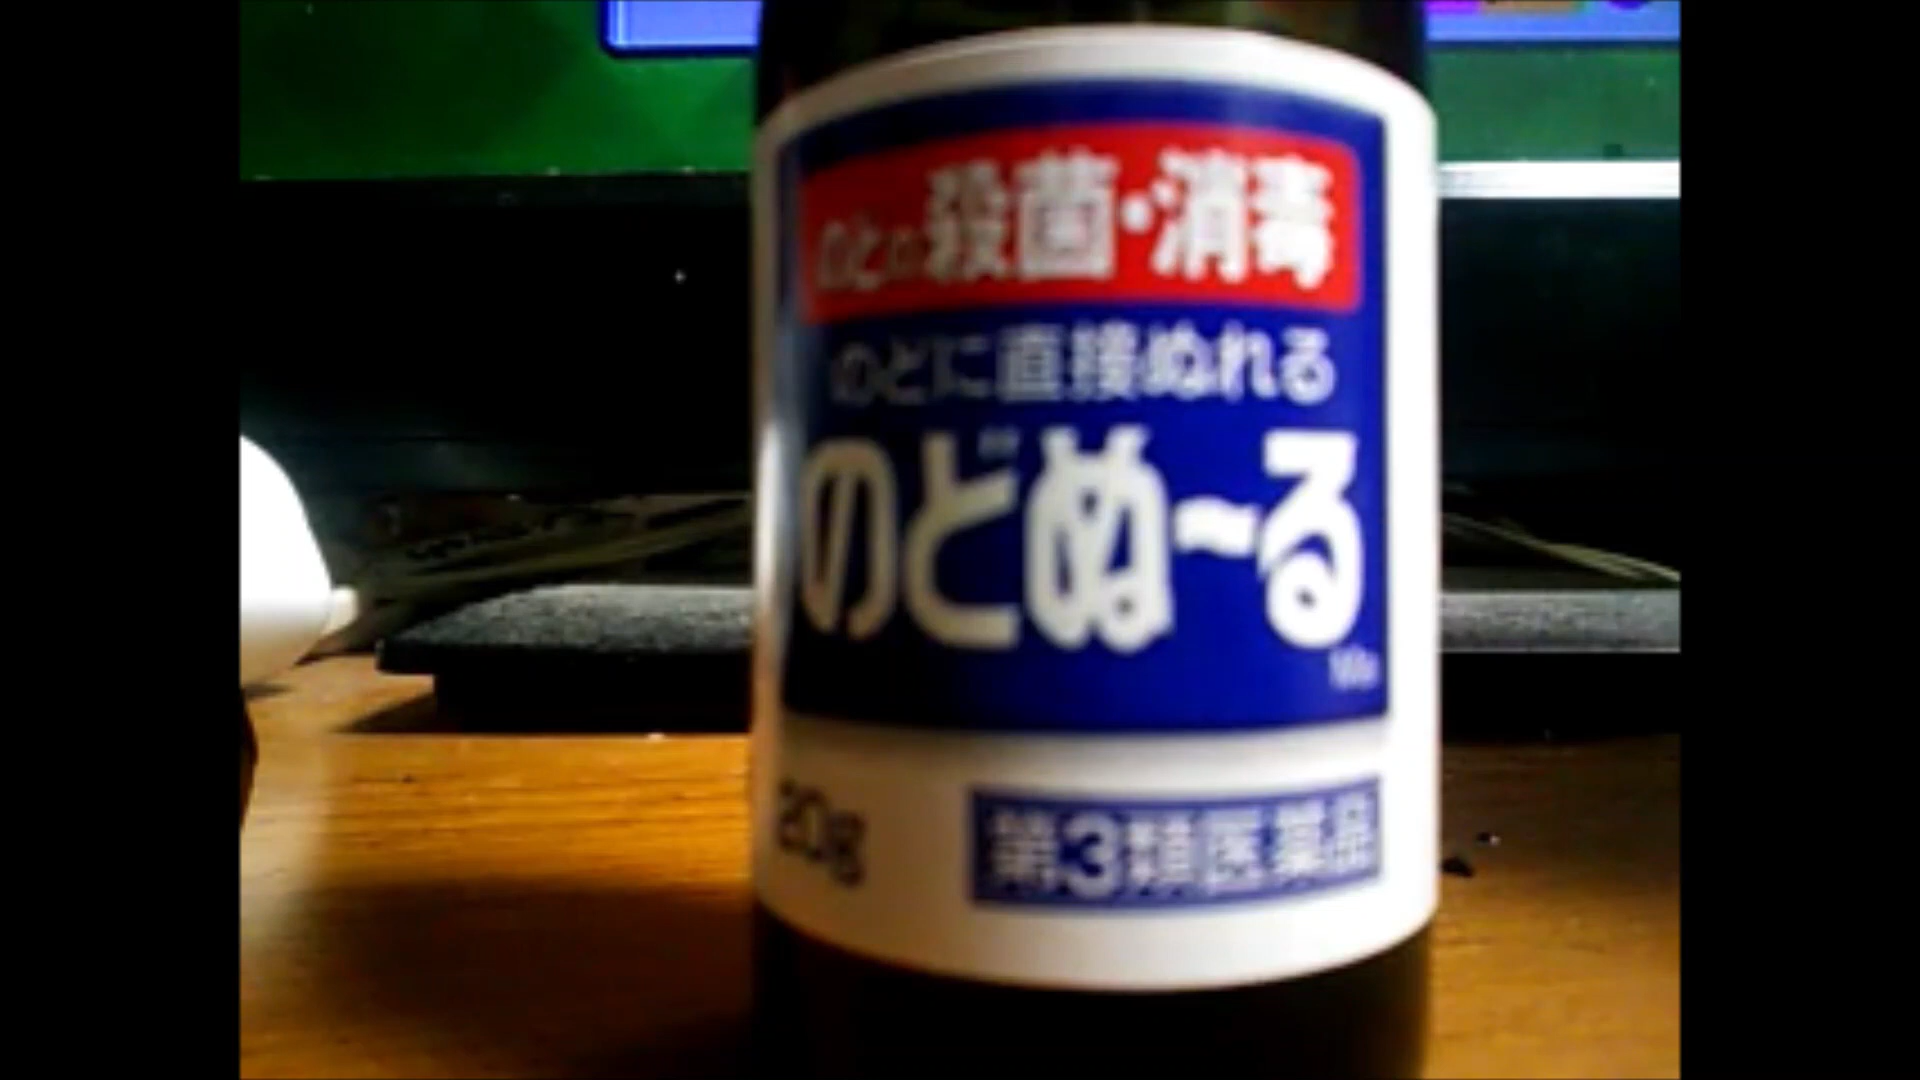 のどの殺菌・消毒
のどに直接ぬれる
のどぬ〜る
20g
第3類医薬品